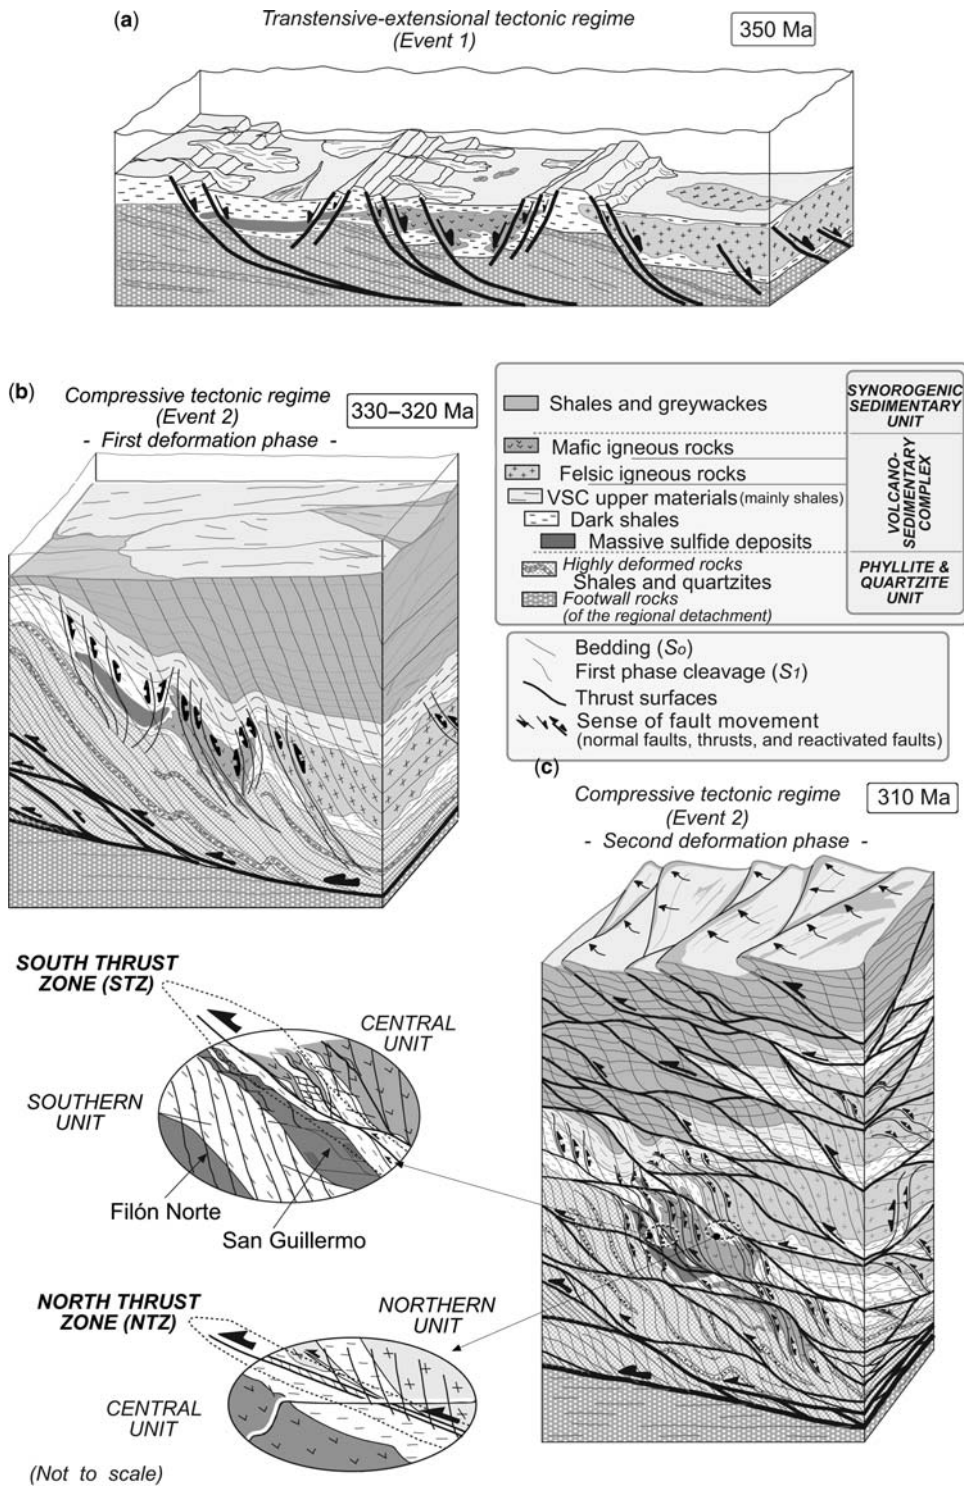 (a)
Transtensive-extensional tectonic regime
(Event 1)
350 Ma
(b)
Compressive tectonic regime
(Event 2)
- First deformation phase -
330–320 Ma
Shales and greywackes
SYNOROGENIC
SEDIMENTARY
UNIT
Mafic igneous rocks
Felsic igneous rocks
VSC upper materials (mainly shales)
Dark shales
Massive sulfide deposits
VOLCANO-
SEDIMENTARY
COMPLEX
Highly deformed rocks
Shales and quartzites
Footwall rocks
(of the regional detachment)
PHYLLITE &
QUARTZITE
UNIT
Bedding (So)
First phase cleavage (S1)
Thrust surfaces
Sense of fault movement
(normal faults, thrusts, and reactivated faults)
(c)
Compressive tectonic regime
(Event 2)
- Second deformation phase -
310 Ma
SOUTH THRUST
ZONE (STZ)
CENTRAL
UNIT
SOUTHERN
UNIT
Filón Norte
San Guillermo
NORTH THRUST
ZONE (NTZ)
NORTHERN
UNIT
CENTRAL
UNIT
(Not to scale)